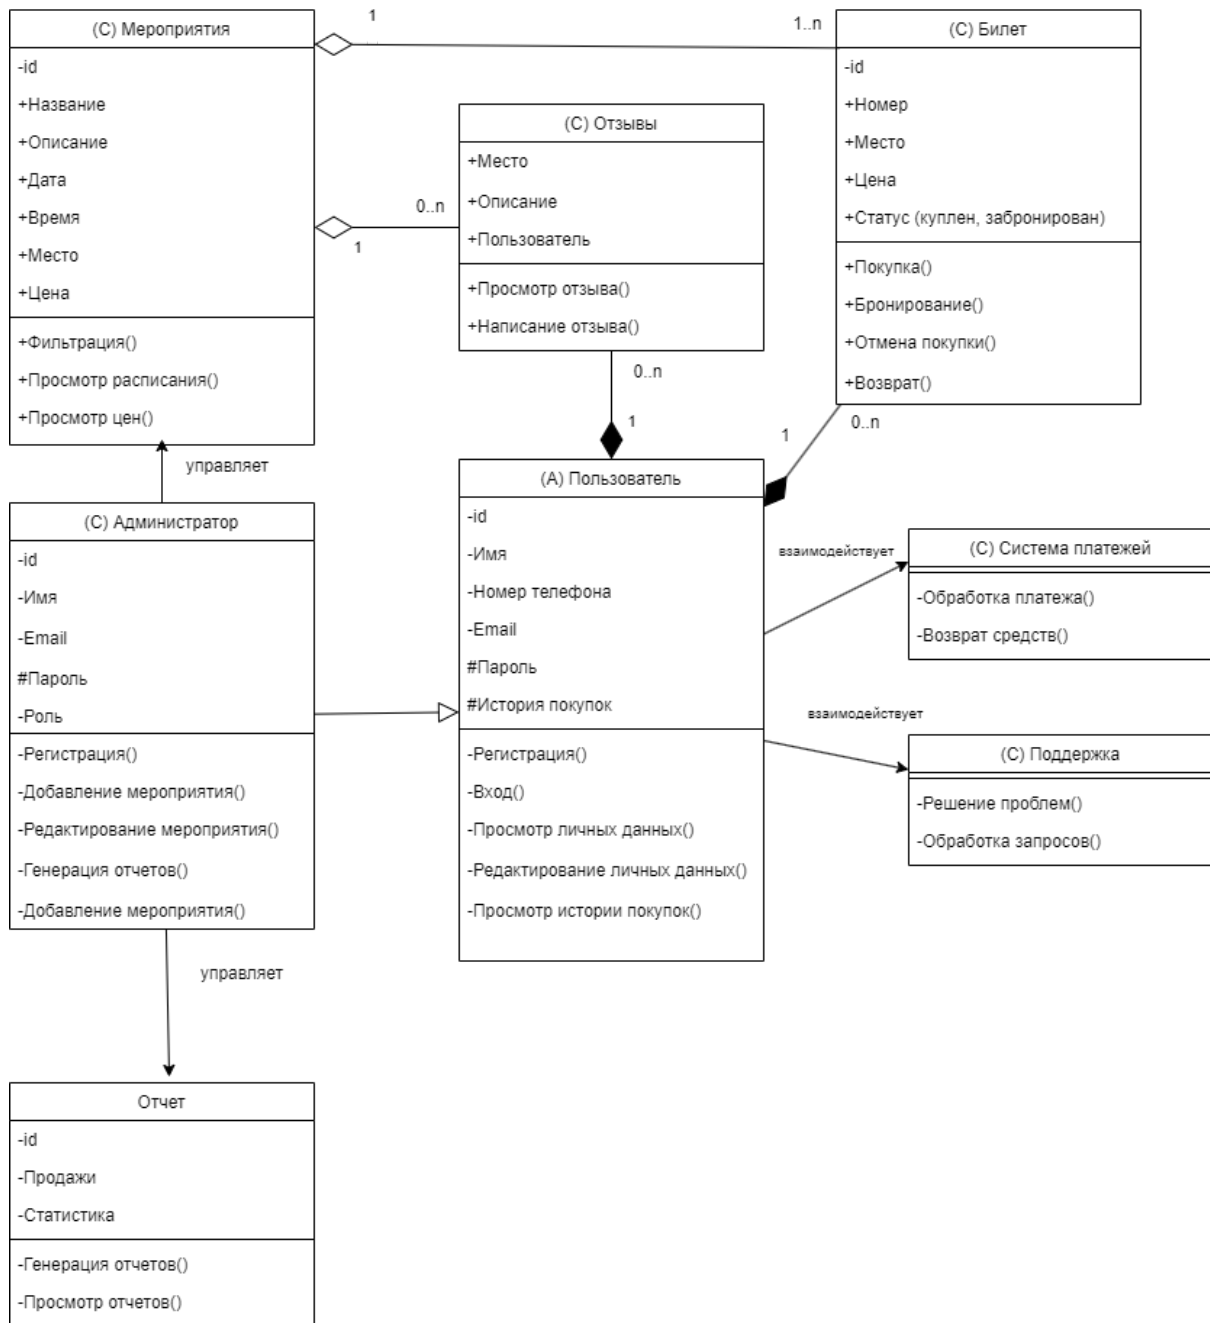 (C) Мероприятия
-id
+Название
+Описание
+Дата
+Время
+Место
+Цена
+Фильтрация()
+Просмотр расписания()
+Просмотр цен()
1
1..n
(C) Билет
-id
+Номер
+Место
+Цена
+Статус (куплен, забронирован)
+Покупка()
+Бронирование()
+Отмена покупки()
+Возврат()
(C) Отзывы
+Место
+Описание
+Пользователь
+Просмотр отзыва()
+Написание отзыва()
0..n
1
0..n
1
1
0..n
управляет
(C) Администратор
-id
-Имя
-Email
#Пароль
-Роль
-Регистрация()
-Добавление мероприятия()
-Редактирование мероприятия()
-Генерация отчетов()
-Добавление мероприятия()
(A) Пользователь
-id
-Имя
-Номер телефона
-Email
#Пароль
#История покупок
-Регистрация()
-Вход()
-Просмотр личных данных()
-Редактирование личных данных()
-Просмотр истории покупок()
взаимодействует
(C) Система платежей
-Обработка платежа()
-Возврат средств()
взаимодействует
(C) Поддержка
-Решение проблем()
-Обработка запросов()
управляет
Отчет
-id
-Продажи
-Статистика
-Генерация отчетов()
-Просмотр отчетов()